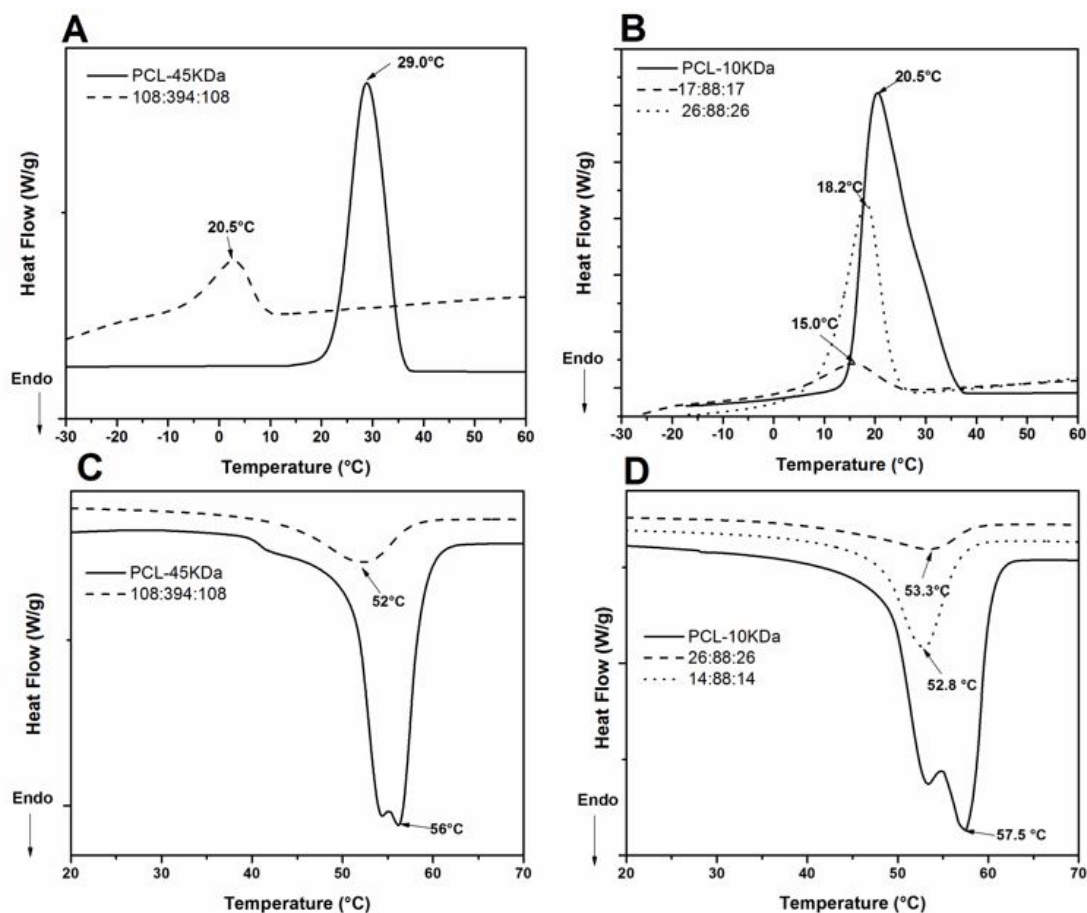 A
PCL-45KDa
108:394:108
29.0°C
20.5°C
Heat Flow (W/g)
Endo
-30 -20 -10 0 10 20 30 40 50 60
Temperature (°C)
B
PCL-10KDa
17:88:17
26:88:26
20.5°C
18.2°C
15.0°C
Heat Flow (W/g)
Endo
-30 -20 -10 0 10 20 30 40 50 60
Temperature (°C)
C
PCL-45KDa
108:394:108
52°C
56°C
Heat Flow (W/g)
Endo
20 30 40 50 60 70
Temperature (°C)
D
53.3°C
PCL-10KDa
26:88:26
14:88:14
52.8 °C
57.5 °C
Heat Flow (W/g)
Endo
20 30 40 50 60 70
Temperature (°C)